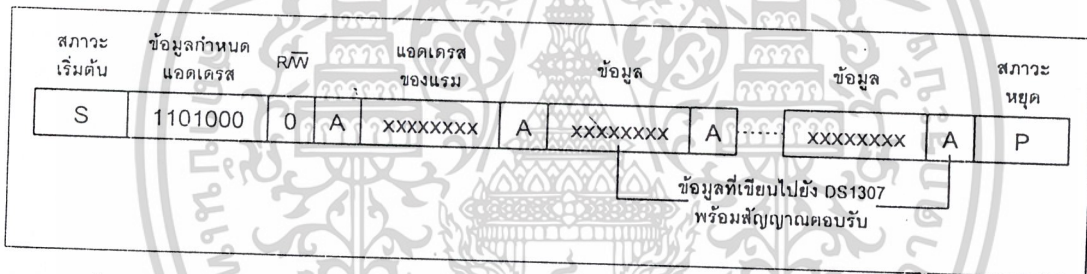 สภาวะ
เริ่มต้น
ข้อมูลกำหนด
แอดเดรส
R/W̅
แอดเดรส
ของแรม
ข้อมูล
ข้อมูล
สภาวะ
หยุด
S 1101000 0 A XXXXXXXX A XXXXXXXX A ........ XXXXXXXX A P
ข้อมูลที่เขียนไปยัง DS1307
พร้อมสัญญาณตอบรับ